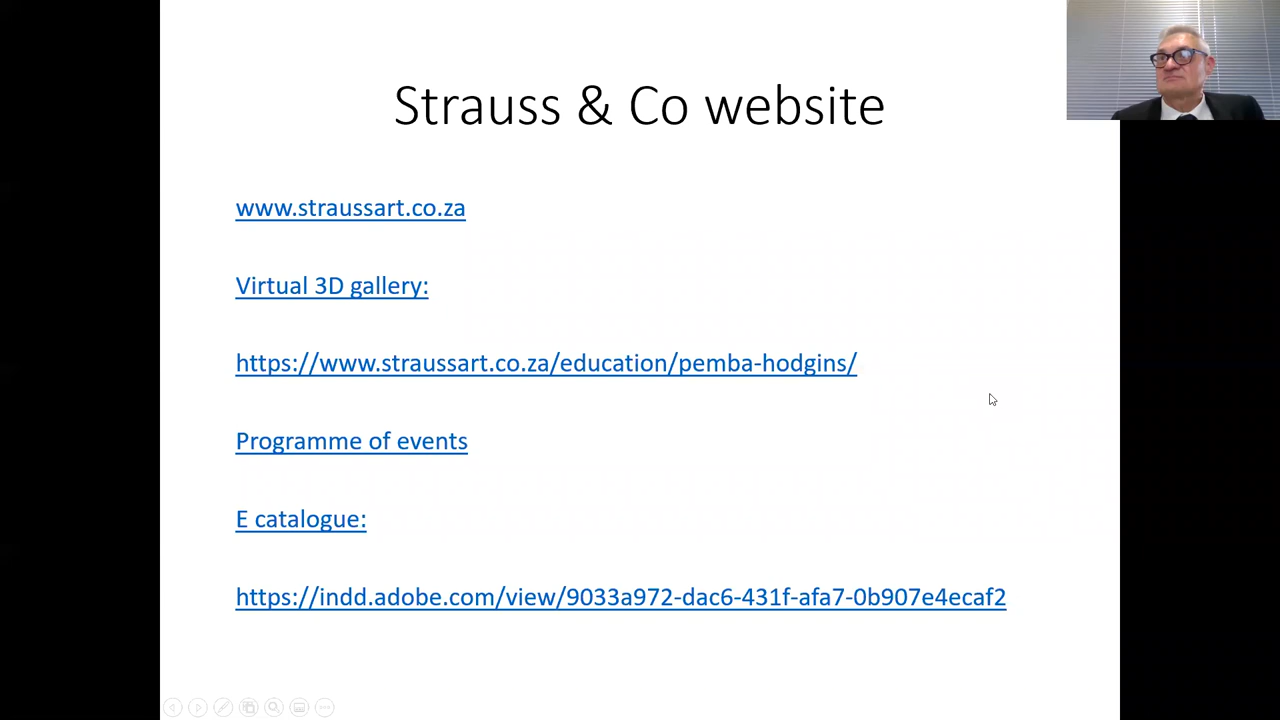 Strauss & Co website
www.straussart.co.za
Virtual 3D gallery:
https://www.straussart.co.za/education/pemba-hodgins/
Programme of events
E catalogue:
https://indd.adobe.com/view/9033a972-dac6-431f-afa7-0b907e4ecaf2